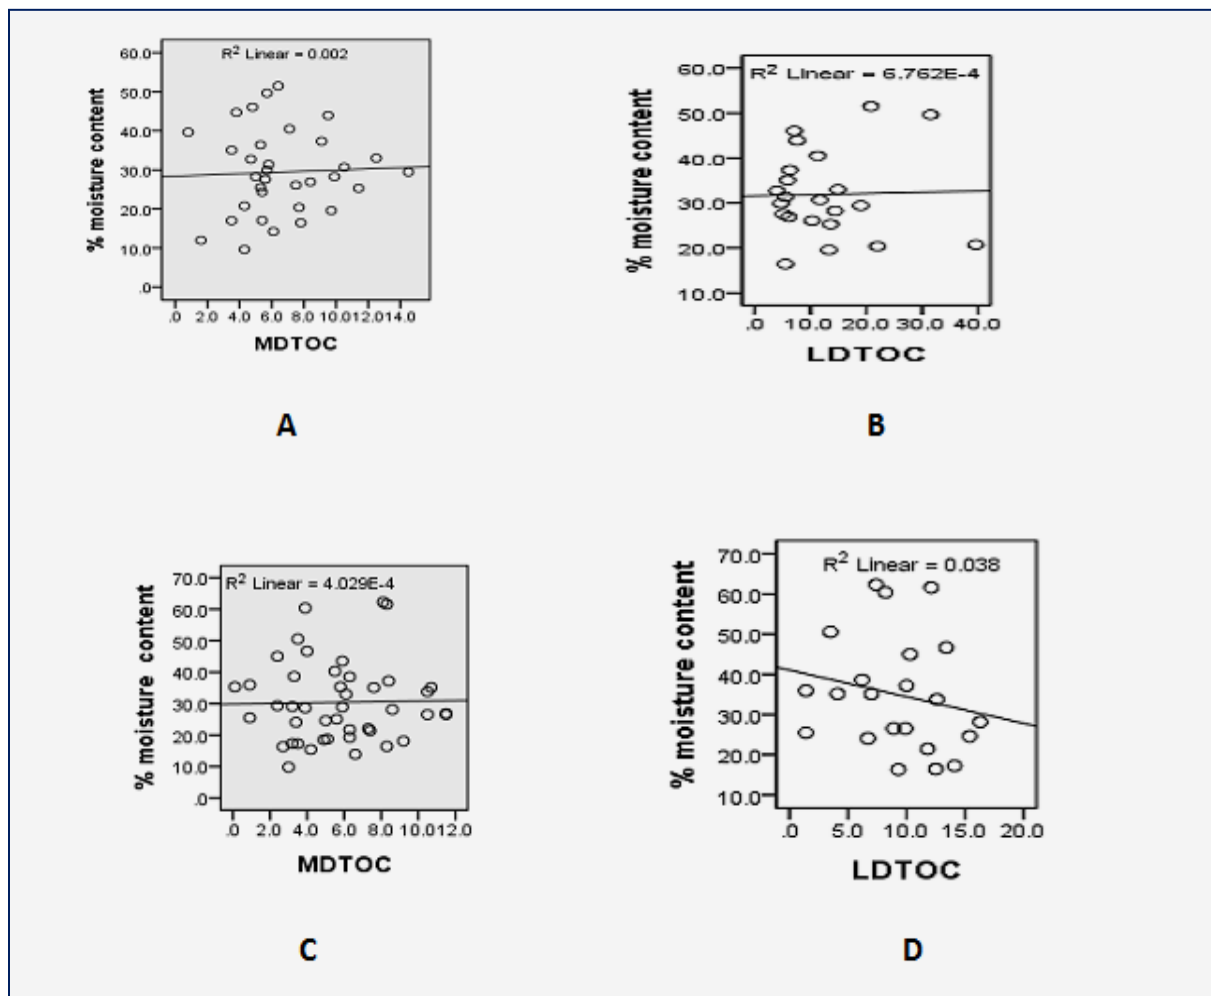 R² Linear = 0.002
60.0
50.0
40.0
30.0
20.0
10.0
.0
% moisture content
.0 2.0 4.0 6.0 8.0 10.0 12.0 14.0
MDTOC
A
R² Linear = 6.762E-4
60.0
50.0
40.0
30.0
20.0
10.0
% moisture content
.0 10.0 20.0 30.0 40.0
LDTOC
B
R² Linear = 4.029E-4
70.0
60.0
50.0
40.0
30.0
20.0
10.0
.0
% moisture content
.0 2.0 4.0 6.0 8.0 10.0 12.0
MDTOC
C
R² Linear = 0.038
70.0
60.0
50.0
40.0
30.0
20.0
10.0
% moisture content
.0 5.0 10.0 15.0 20.0
LDTOC
D